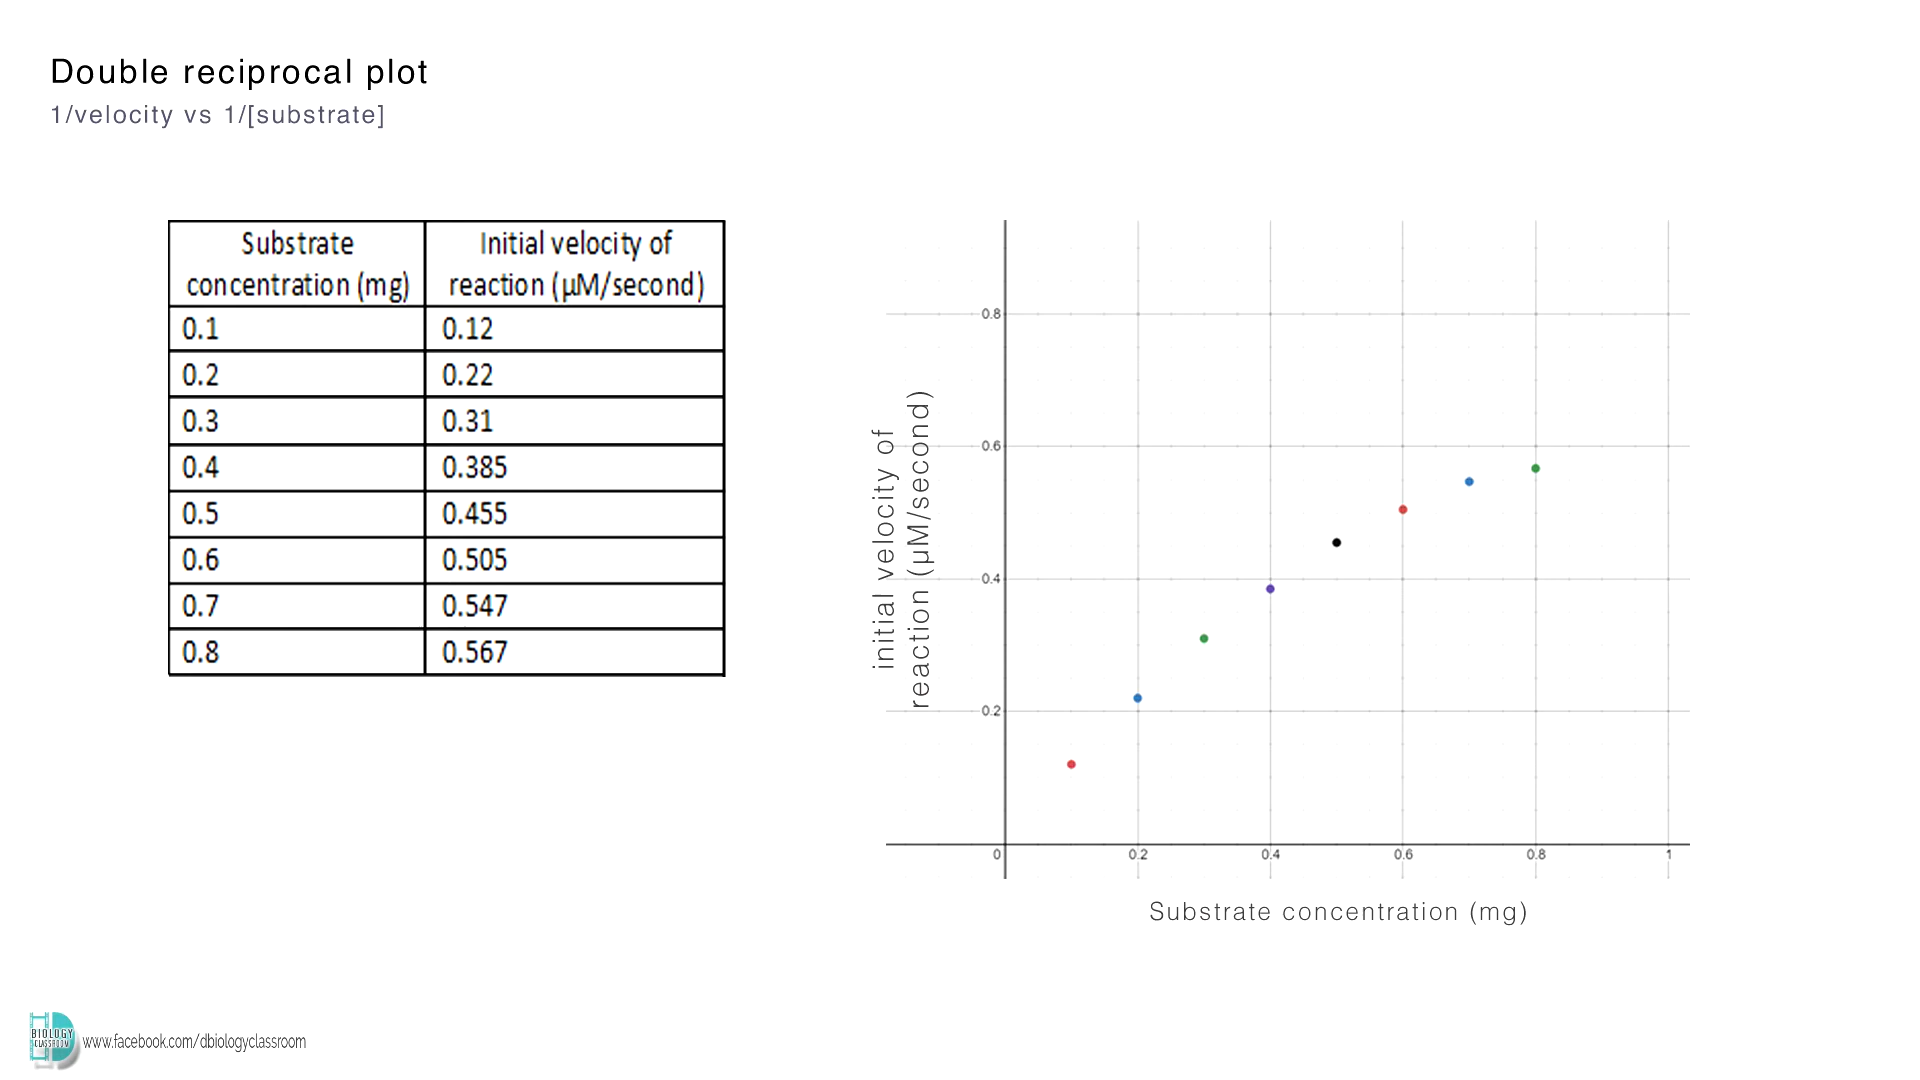 Double reciprocal plot
1/velocity vs 1/[substrate]
Substrate concentration (mg) Initial velocity of reaction (µM/second)
0.1 0.12
0.2 0.22
0.3 0.31
0.4 0.385
0.5 0.455
0.6 0.505
0.7 0.547
0.8 0.567
initial velocity of
reaction (µM/second)
0.8
0.6
0.4
0.2
0 0.2 0.4 0.6 0.8 1
Substrate concentration (mg)
BIOLOGY
CLASSROOM
www.facebook.com/dbiologyclassroom